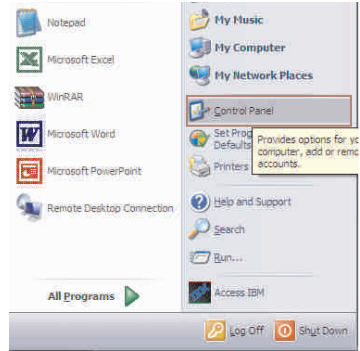 Notepad
Microsoft Excel
WinRAR
Microsoft Word
Microsoft PowerPoint
Remote Desktop Connection
All Programs
My Music
My Computer
My Network Places
Control Panel
Set Prog
Defaults
Printers
Provides options for yo
computer, add or remo
accounts.
Help and Support
Search
Run...
Access IBM
Log Off
Shut Down